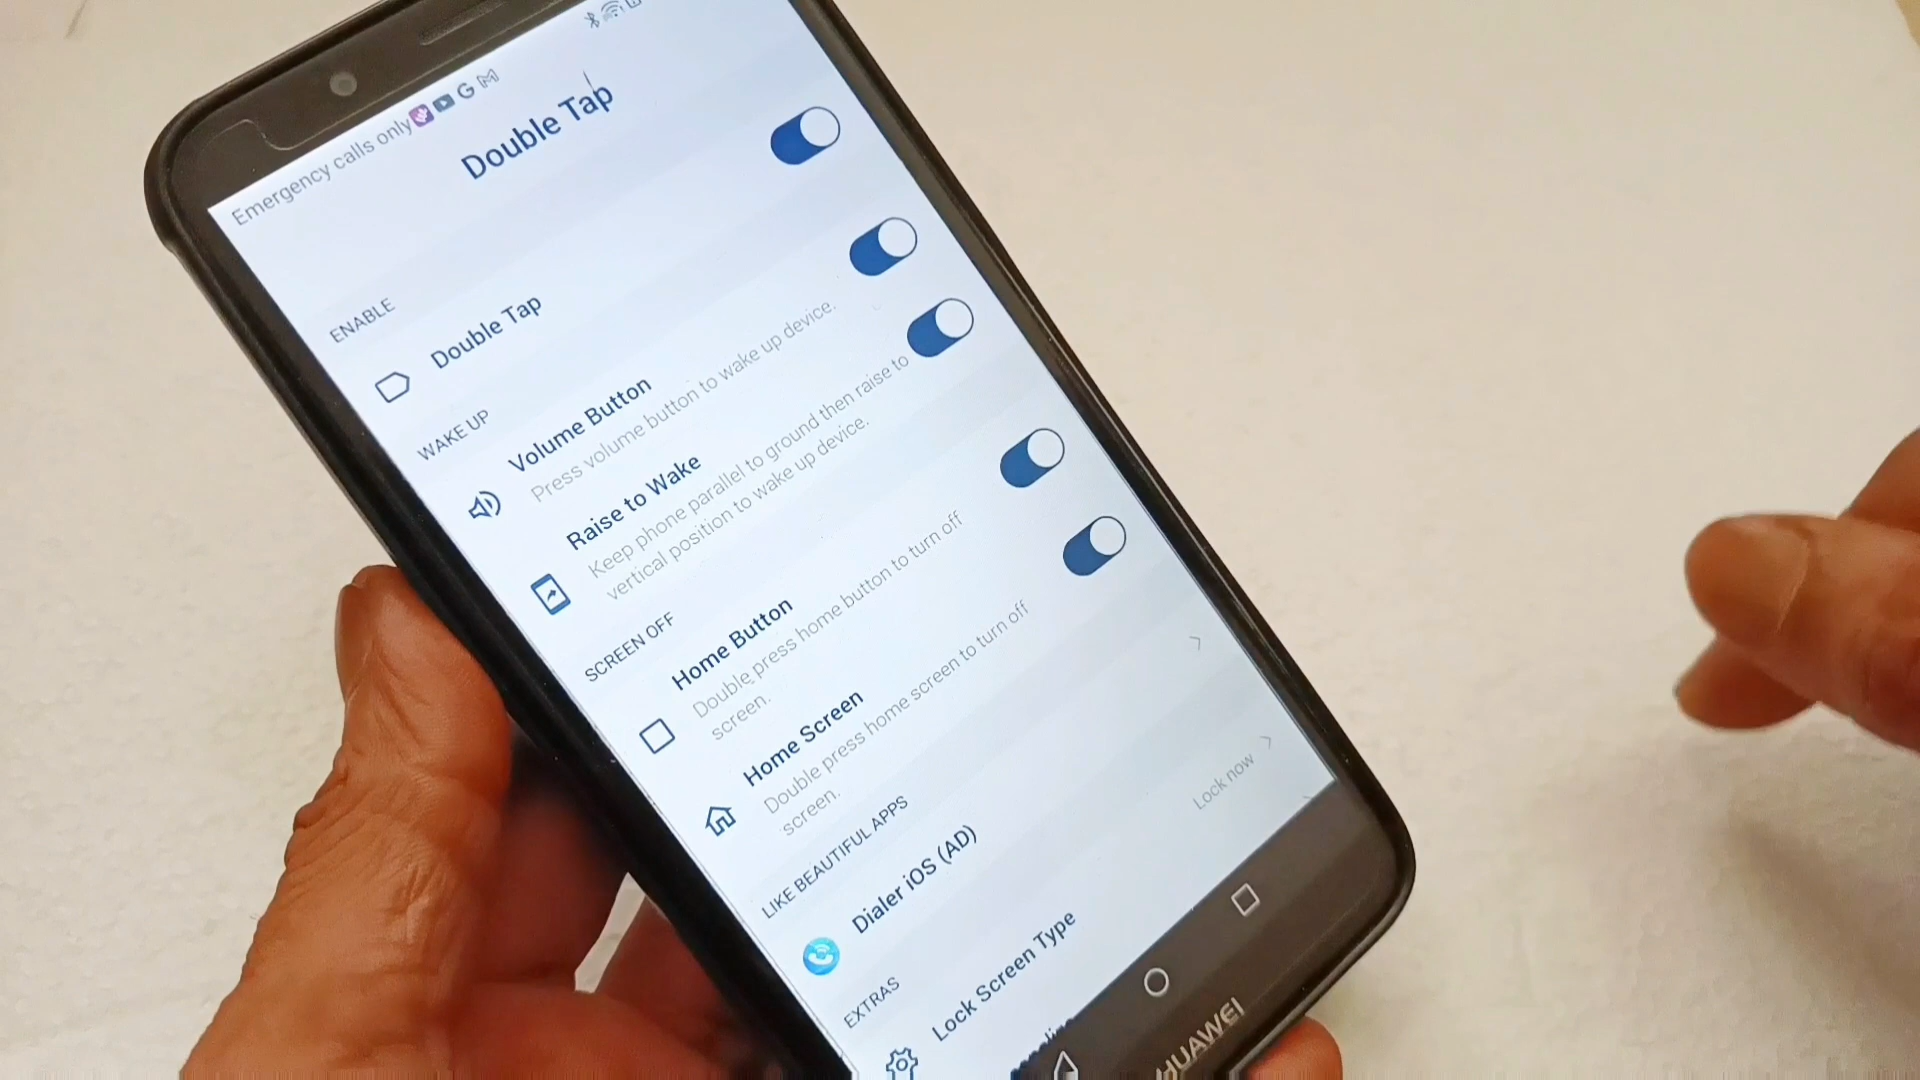 Emergency calls only
Double Tap
ENABLE
Double Tap
WAKE UP
Volume Button
Press volume button to wake up device.
Raise to Wake
Keep phone parallel to ground then raise to
vertical position to wake up device.
SCREEN OFF
Home Button
Double press home button to turn off
screen.
Home Screen
Double press home screen to turn off
screen.
LIKE BEAUTIFUL APPS
Dialer iOS (AD)
EXTRAS
Lock Screen Type
Lock now
HUAWEI